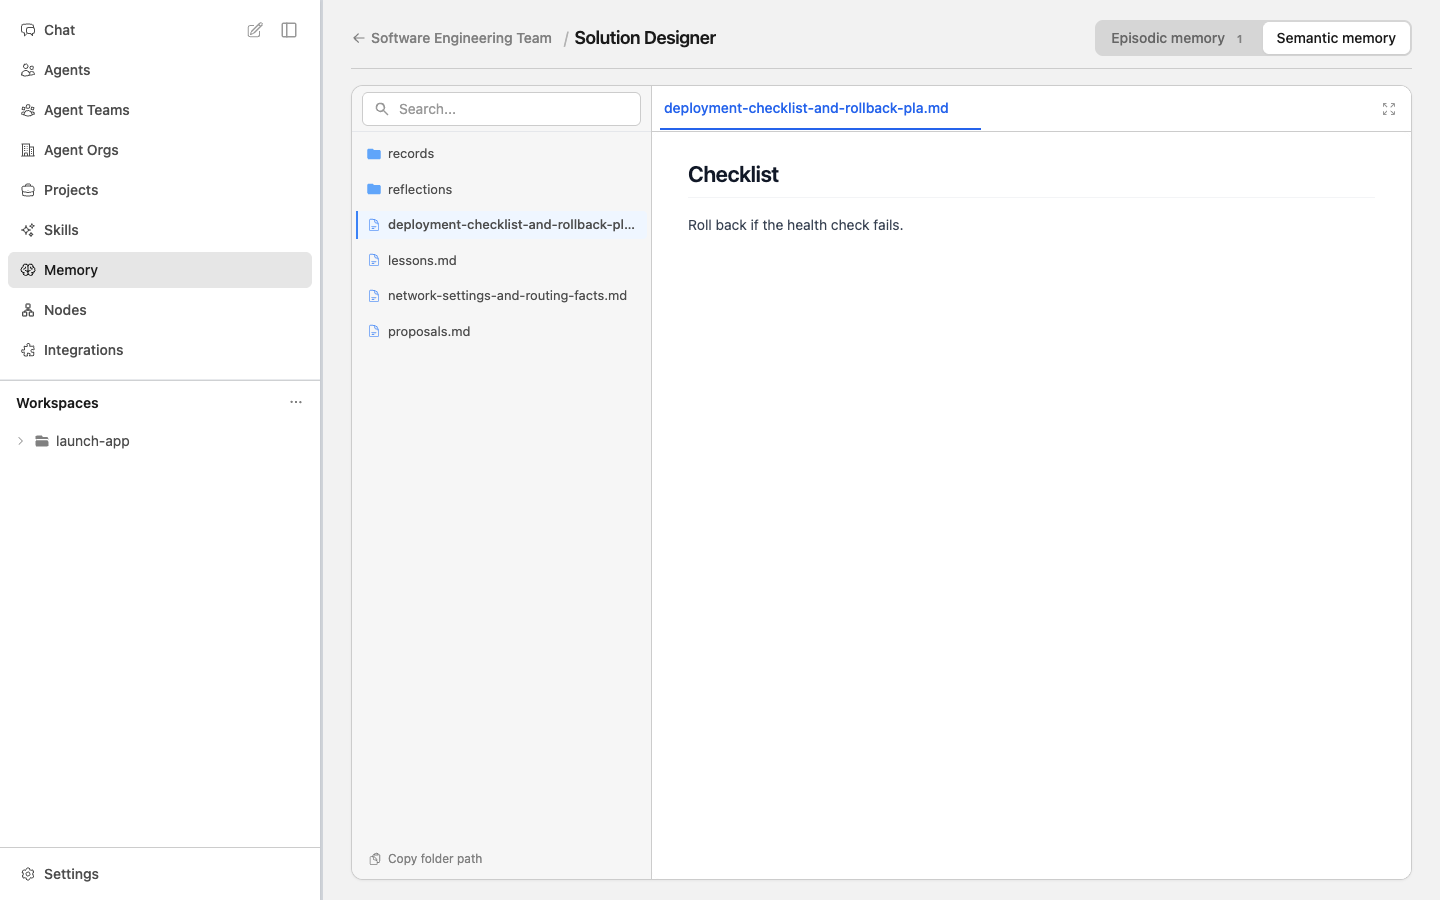 Chat
Agents
Agent Teams
Agent Orgs
Projects
Skills
Memory
Nodes
Integrations
Workspaces
launch-app
Settings
Software Engineering Team / Solution Designer
Episodic memory 1
Semantic memory
Search...
records
reflections
deployment-checklist-and-rollback-pl...
lessons.md
network-settings-and-routing-facts.md
proposals.md
Copy folder path
deployment-checklist-and-rollback-pla.md
Checklist
Roll back if the health check fails.